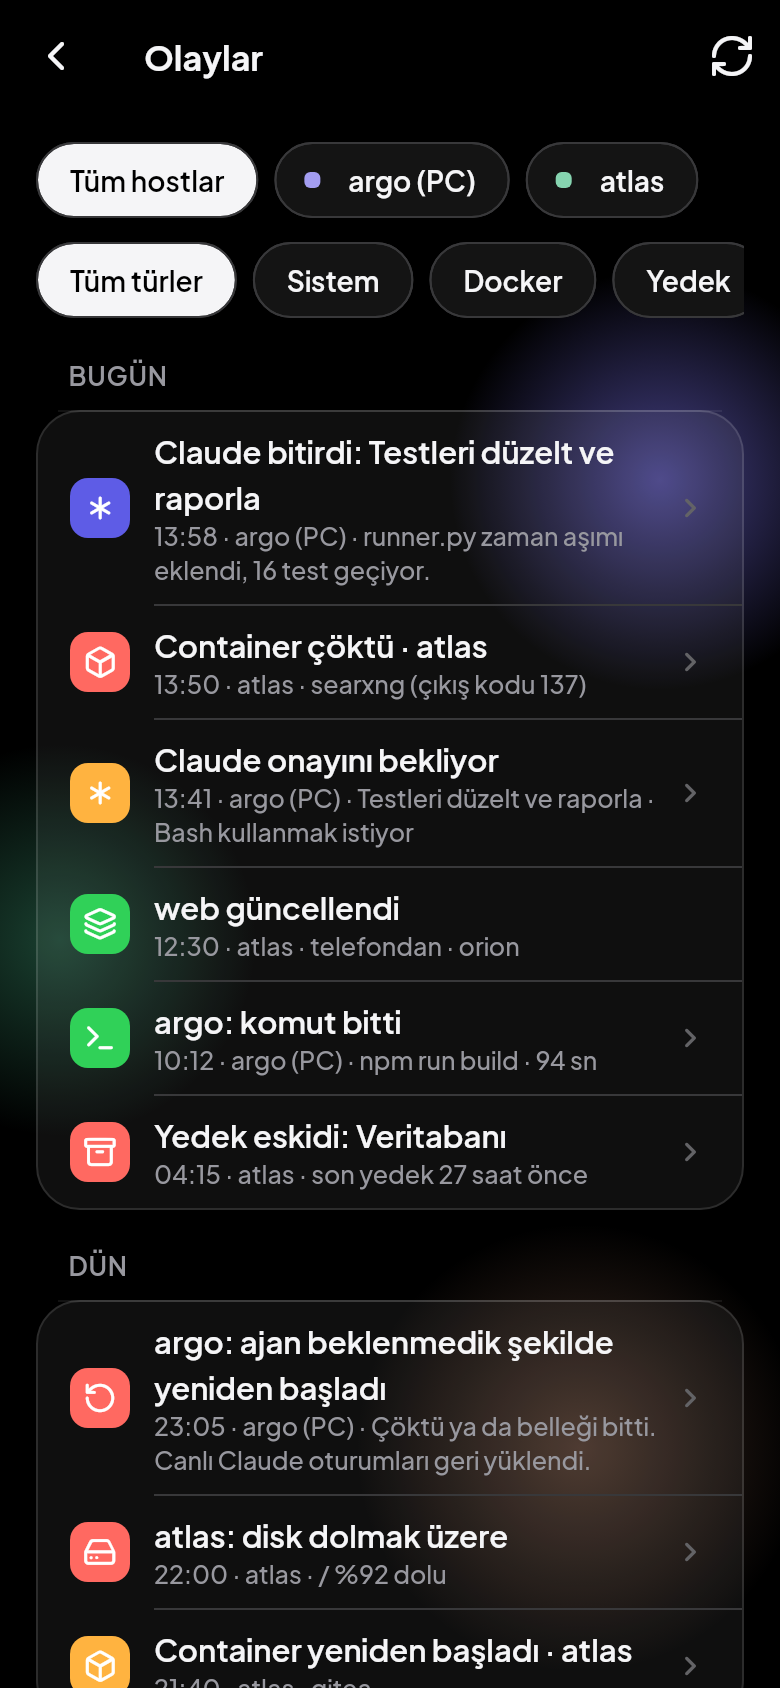 Olaylar
Tüm hostlar
argo (PC)
atlas
Tüm türler
Sistem
Docker
Yedek
BUGÜN
Claude bitirdi: Testleri düzelt ve
raporla
13:58 · argo (PC) · runner.py zaman aşımı
eklendi, 16 test geçiyor.
Container çöktü · atlas
13:50 · atlas · searxng (çıkış kodu 137)
Claude onayını bekliyor
13:41 · argo (PC) · Testleri düzelt ve raporla ·
Bash kullanmak istiyor
web güncellendi
12:30 · atlas · telefondan · orion
argo: komut bitti
10:12 · argo (PC) · npm run build · 94 sn
Yedek eskidi: Veritabanı
04:15 · atlas · son yedek 27 saat önce
DÜN
argo: ajan beklenmedik şekilde
yeniden başladı
23:05 · argo (PC) · Çöktü ya da belleği bitti.
Canlı Claude oturumları geri yüklendi.
atlas: disk dolmak üzere
22:00 · atlas · / %92 dolu
Container yeniden başladı · atlas
21:40 · atlas · gitea